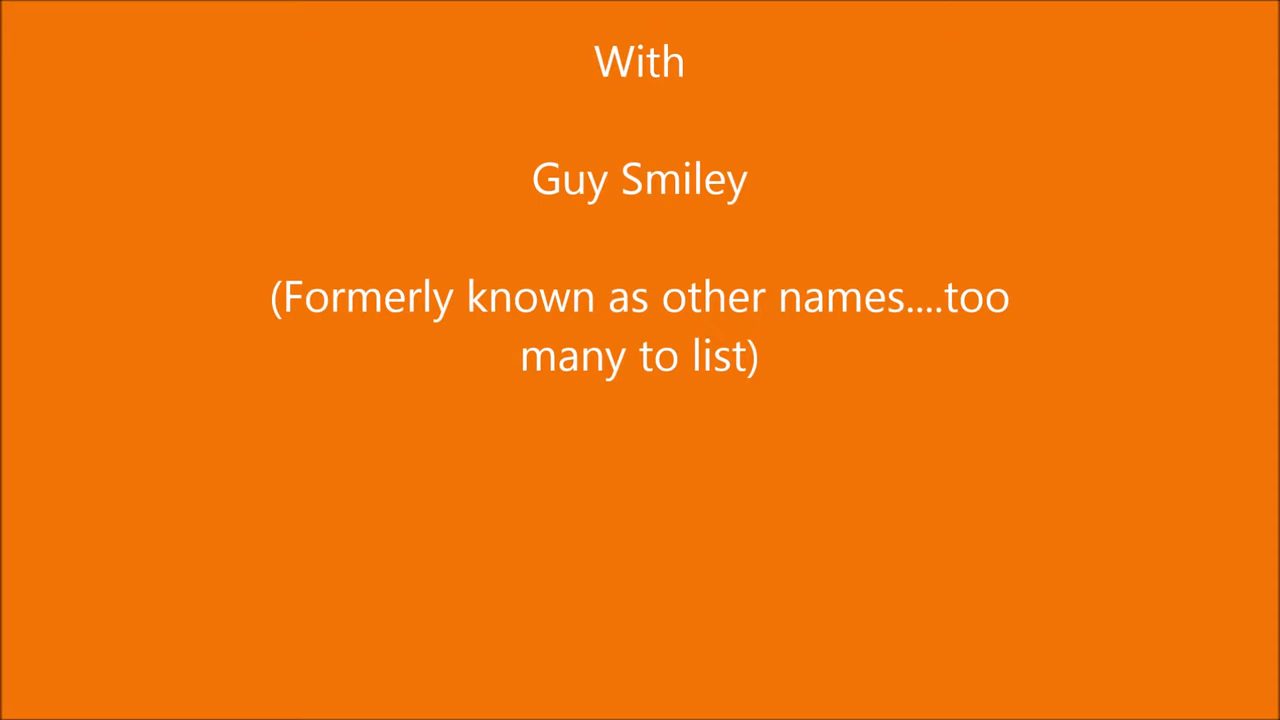 With
Guy Smiley
(Formerly known as other names....too
many to list)